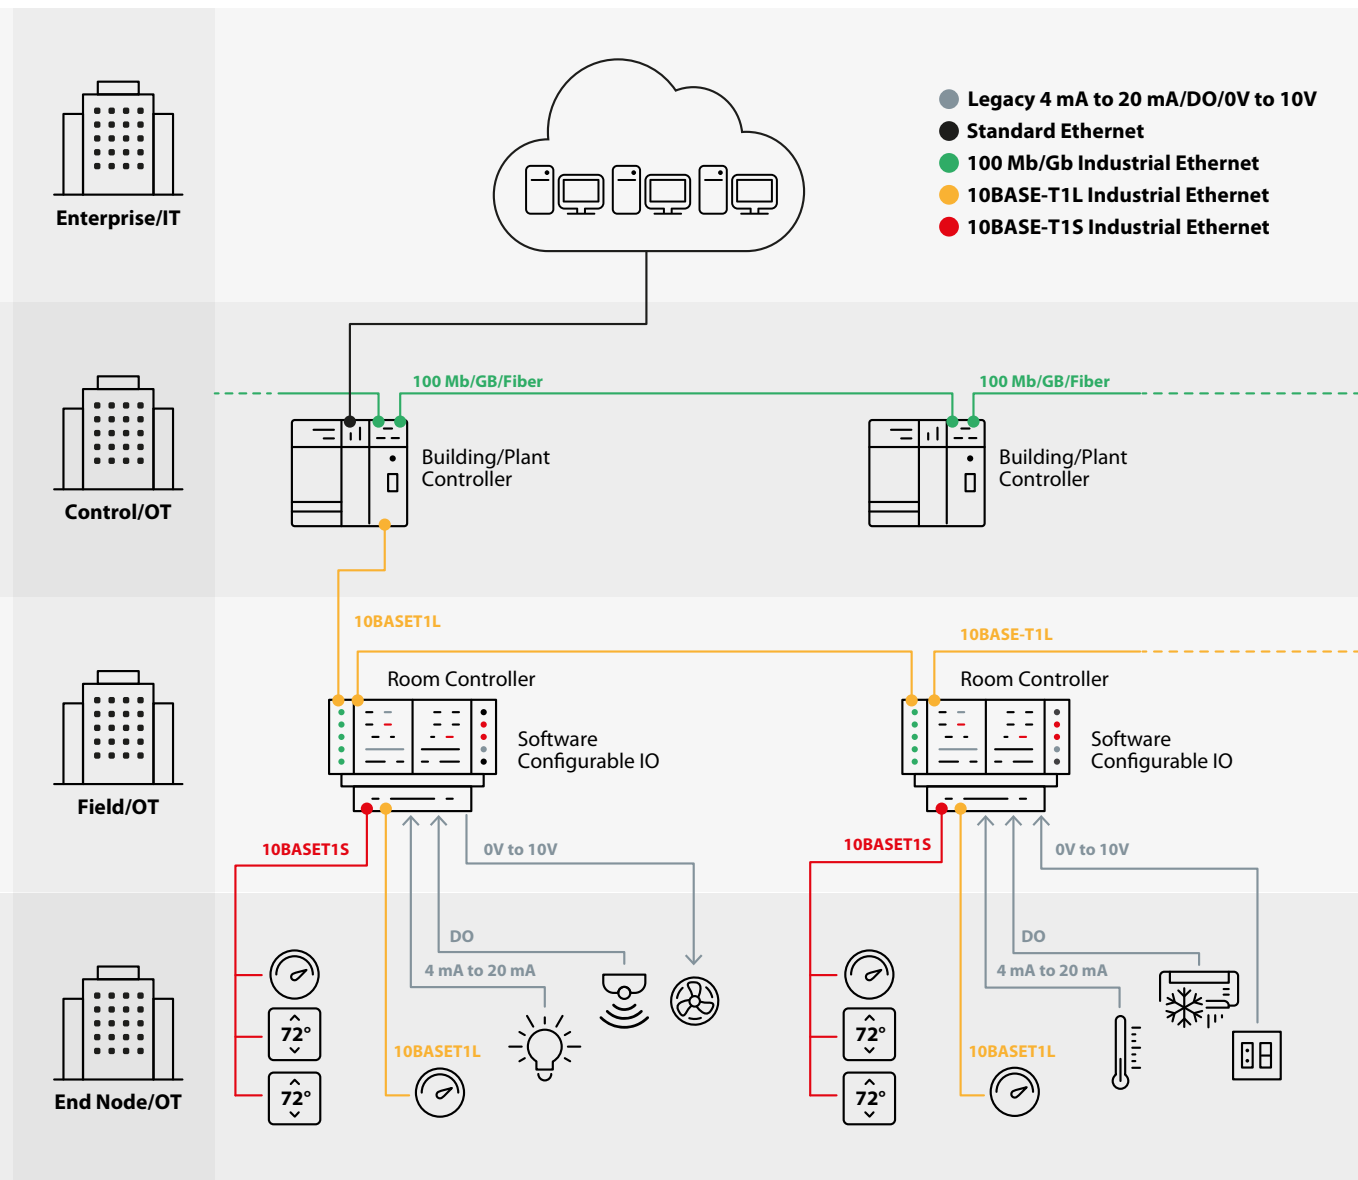 Legacy 4 mA to 20 mA/DO/0V to 10V
Standard Ethernet
100 Mb/Gb Industrial Ethernet
10BASE-T1L Industrial Ethernet
10BASE-T1S Industrial Ethernet
Enterprise/IT
100 Mb/GB/Fiber
100 Mb/GB/Fiber
Building/Plant
Controller
Building/Plant
Controller
Control/OT
10BASET1L
10BASE-T1L
Room Controller
Room Controller
Software
Configurable IO
Software
Configurable IO
Field/OT
10BASET1S
0V to 10V
10BASET1S
0V to 10V
DO
4 mA to 20 mA
DO
4 mA to 20 mA
72°
72°
10BASET1L
10BASET1L
72°
72°
End Node/OT